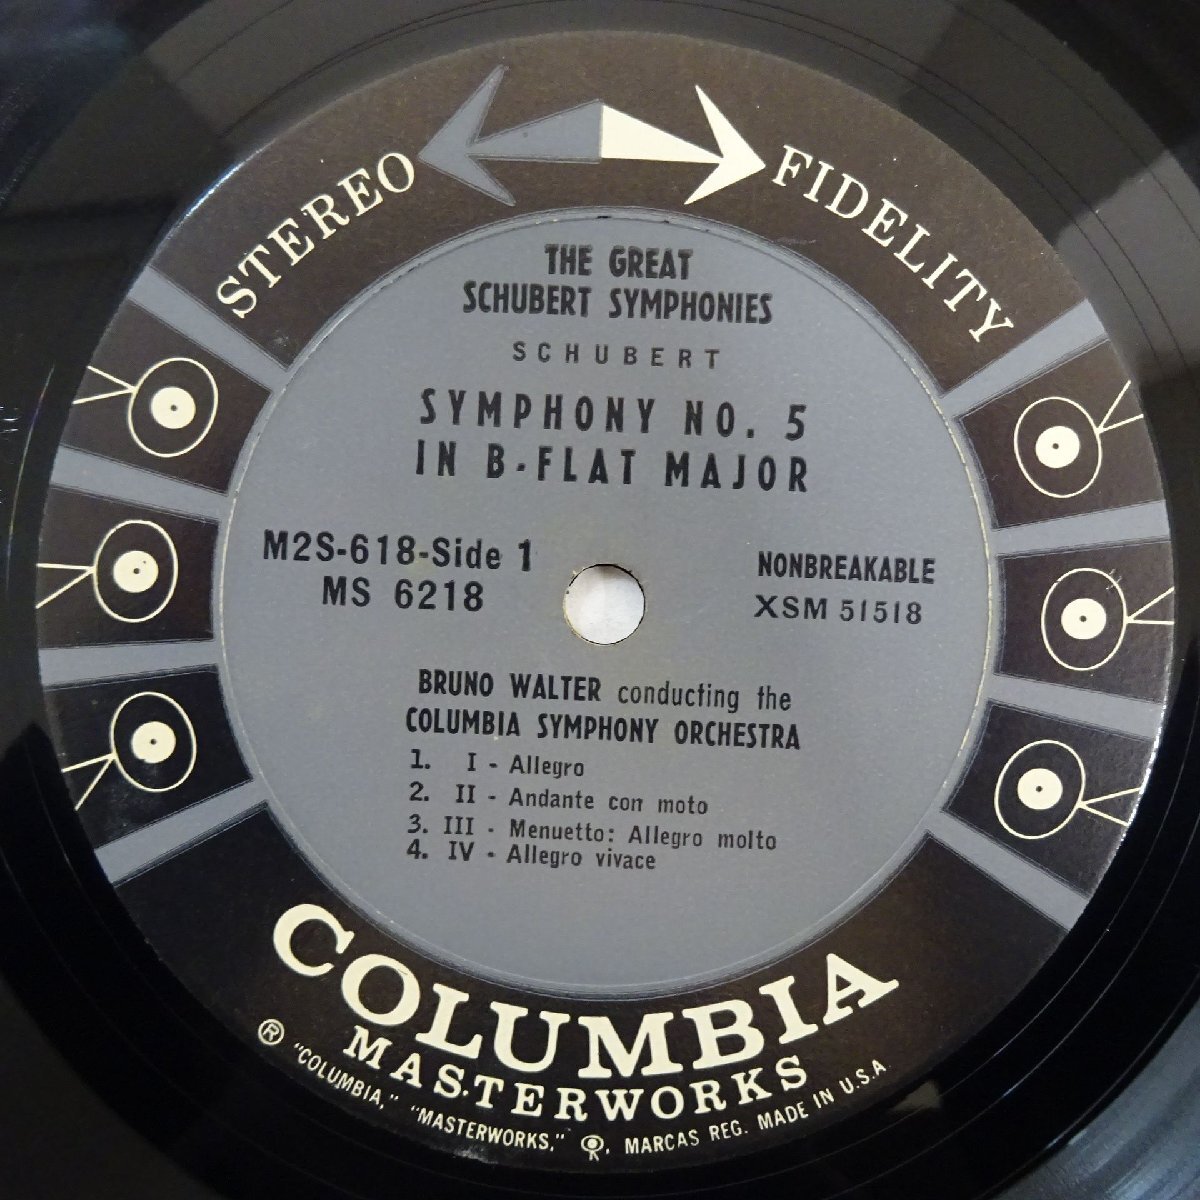 STEREO FIDELITY
THE GREAT
SCHUBERT SYMPHONIES
SCHUBERT
SYMPHONY NO. 5
IN B-FLAT MAJOR
M2S-618-Side 1
MS 6218
NONBREAKABLE
XSM 51518
BRUNO WALTER conducting the
COLUMBIA SYMPHONY ORCHESTRA
1. I - Allegro
2. II - Andante con moto
3. III - Menuetto: Allegro molto
4. IV - Allegro vivace
COLUMBIA
MASTERWORKS
® "COLUMBIA," "MASTERWORKS," , MARCAS REG. MADE IN U.S.A